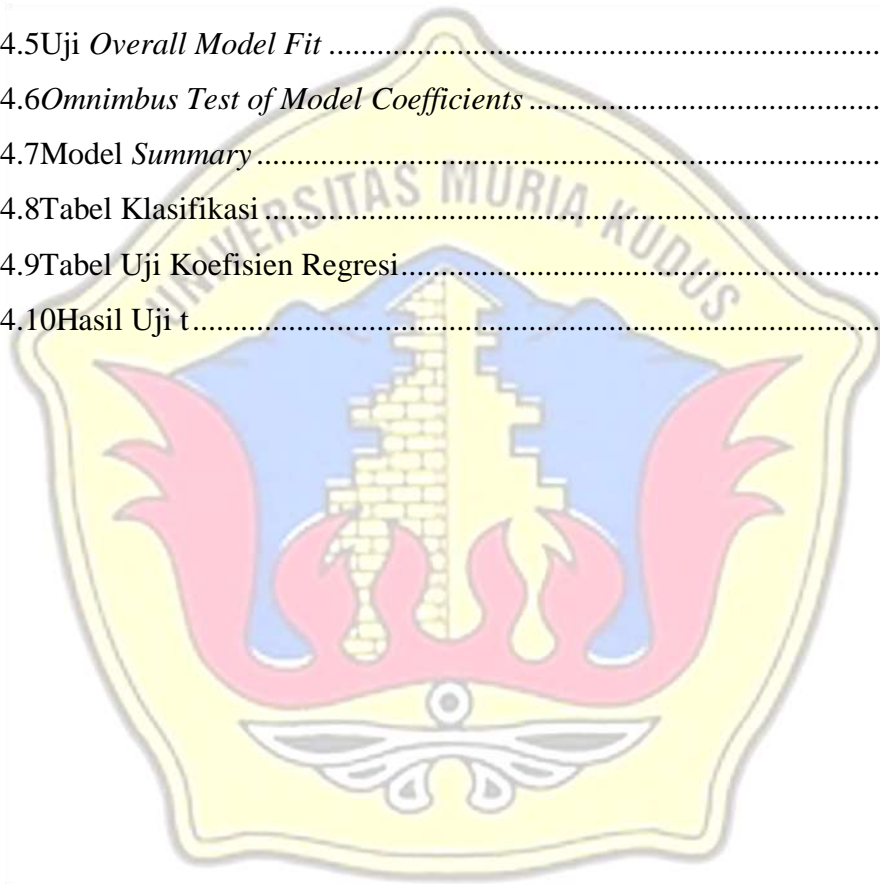 4.5Uji Overall Model Fit ........................................................................
4.6Omnimbus Test of Model Coefficients ..............................................
4.7Model Summary ................................................................................
4.8Tabel Klasifikasi ...............................................................................
4.9Tabel Uji Koefisien Regresi...............................................................
4.10Hasil Uji t........................................................................................
UNIVERSITAS MURIA KUDUS